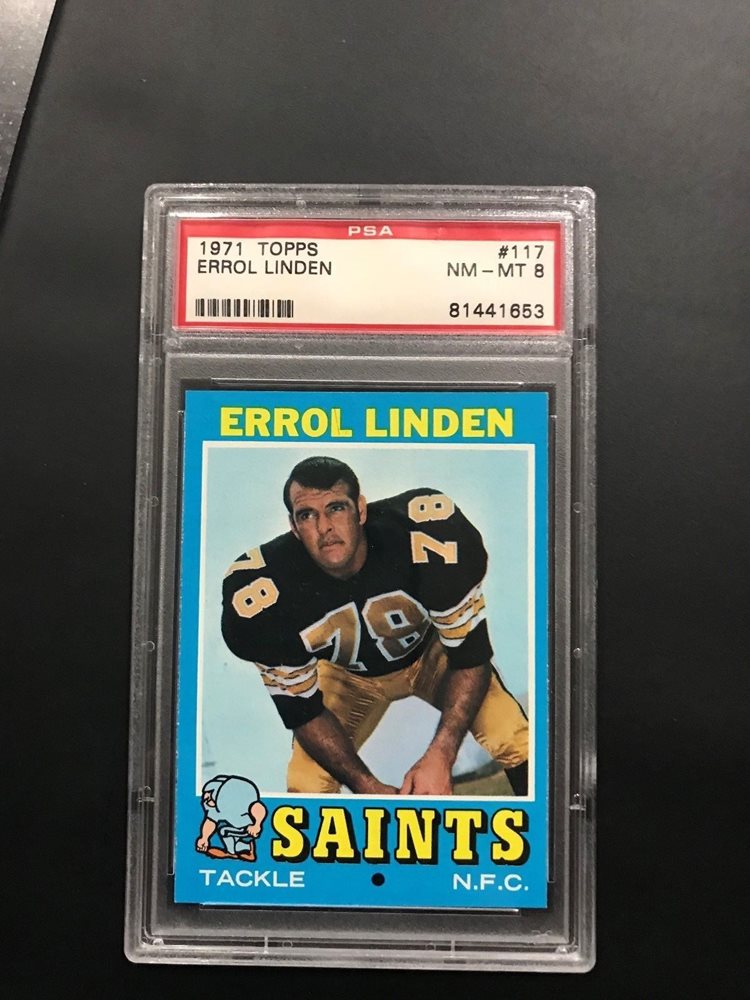 PSA
1971 TOPPS #117
ERROL LINDEN NM - MT 8
81441653
ERROL LINDEN
78
78
78
SAINTS
TACKLE • N.F.C.